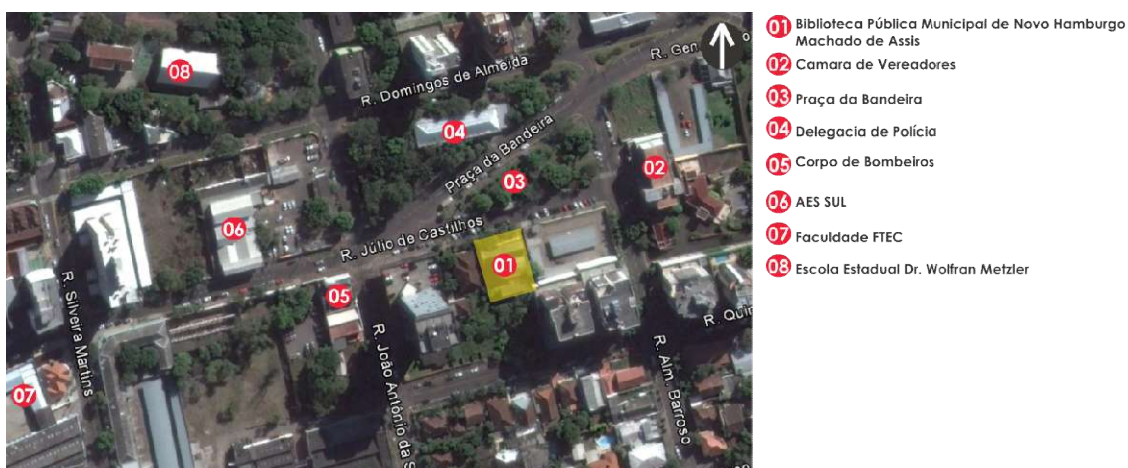 01 Biblioteca Pública Municipal de Novo Hamburgo
Machado de Assis
02 Camara de Vereadores
03 Praça da Bandeira
04 Delegacia de Polícia
05 Corpo de Bombeiros
06 AES SUL
07 Faculdade FTEC
08 Escola Estadual Dr. Wolfran Metzler
R. Gen
o
08
R. Domingos de Almeida
04
Praça da Bandeira
03
02
06
R. Júlio de Castilhos
01
05
R. Silveira Martins
R. João Antônio da S
R. Quin
R. Alm. Barroso
07